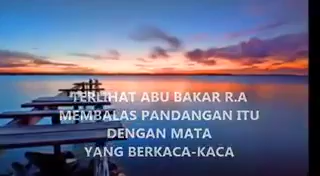 TERLIHAT ABU BAKAR R.A
MEMBALAS PANDANGAN ITU
DENGAN MATA
YANG BERKACA-KACA